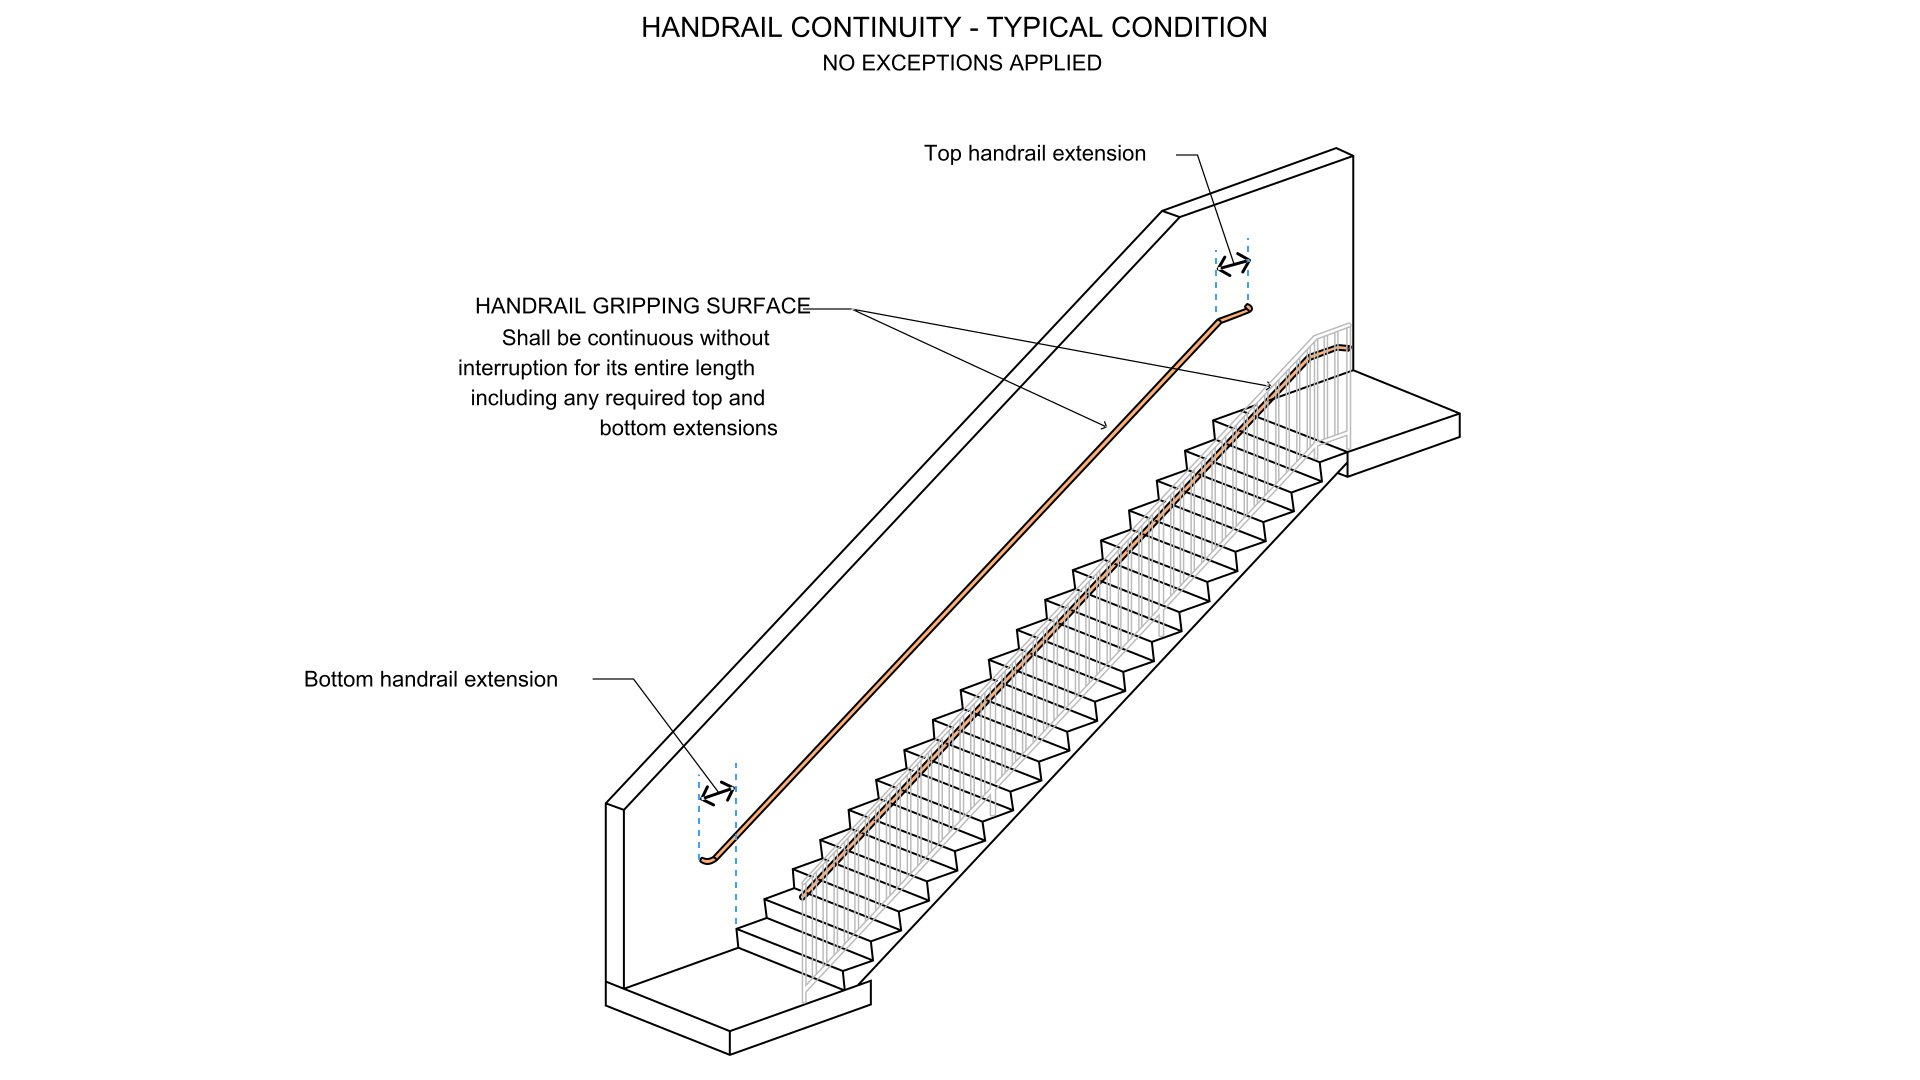 HANDRAIL CONTINUITY - TYPICAL CONDITION
NO EXCEPTIONS APPLIED
Top handrail extension
HANDRAIL GRIPPING SURFACE
Shall be continuous without
interruption for its entire length
including any required top and
bottom extensions
Bottom handrail extension